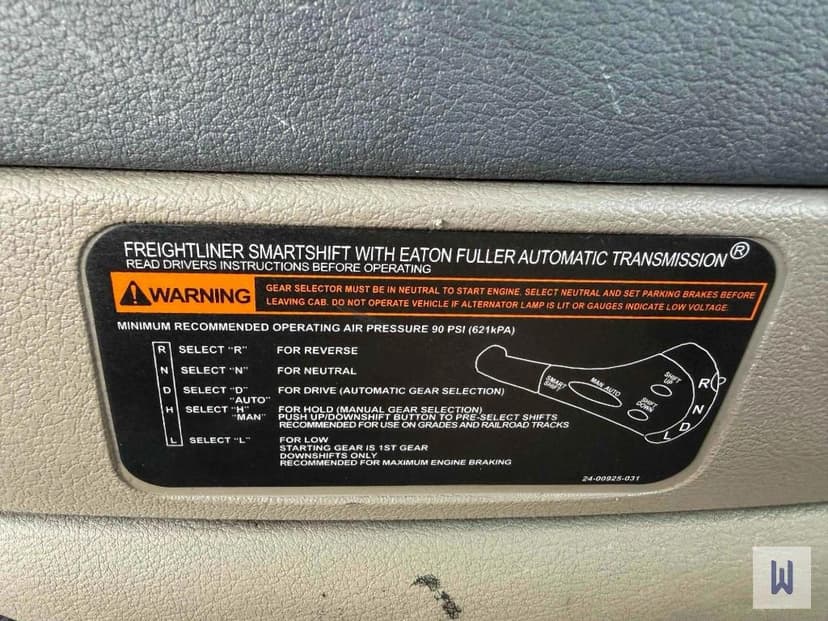 FREIGHTLINER SMARTSHIFT WITH EATON FULLER AUTOMATIC TRANSMISSION®
READ DRIVERS INSTRUCTIONS BEFORE OPERATING
WARNING
GEAR SELECTOR MUST BE IN NEUTRAL TO START ENGINE. SELECT NEUTRAL AND SET PARKING BRAKES BEFORE
LEAVING CAB. DO NOT OPERATE VEHICLE IF ALTERNATOR LAMP IS LIT OR GAUGES INDICATE LOW VOLTAGE.
MINIMUM RECOMMENDED OPERATING AIR PRESSURE 90 PSI (621kPA)
R SELECT "R" FOR REVERSE
N SELECT "N" FOR NEUTRAL
D SELECT "D" FOR DRIVE (AUTOMATIC GEAR SELECTION)
"AUTO"
H SELECT "H" FOR HOLD (MANUAL GEAR SELECTION)
"MAN" PUSH UP/DOWNSHIFT BUTTON TO PRE-SELECT SHIFTS
RECOMMENDED FOR USE ON GRADES AND RAILROAD TRACKS
L SELECT "L" FOR LOW
STARTING GEAR IS 1ST GEAR
DOWNSHIFTS ONLY
RECOMMENDED FOR MAXIMUM ENGINE BRAKING
SMART
SHIFT
MAN. AUTO
SHIFT
UP
SHIFT
DOWN
R
N
D
L
24-00925-031
W